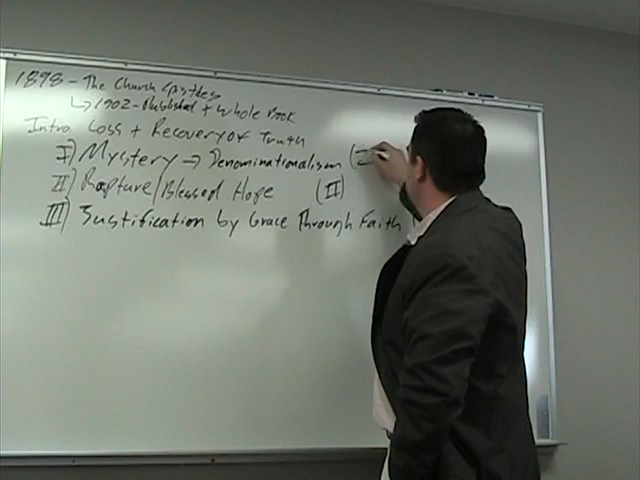 1898 - The Church Epistles
↳ 1902 - Published + Whole Book
Intro Loss + Recovery of Truth
I) Mystery → Denominationalism (I
II) Rapture/Blessed Hope (II)
III) Justification by Grace Through Faith